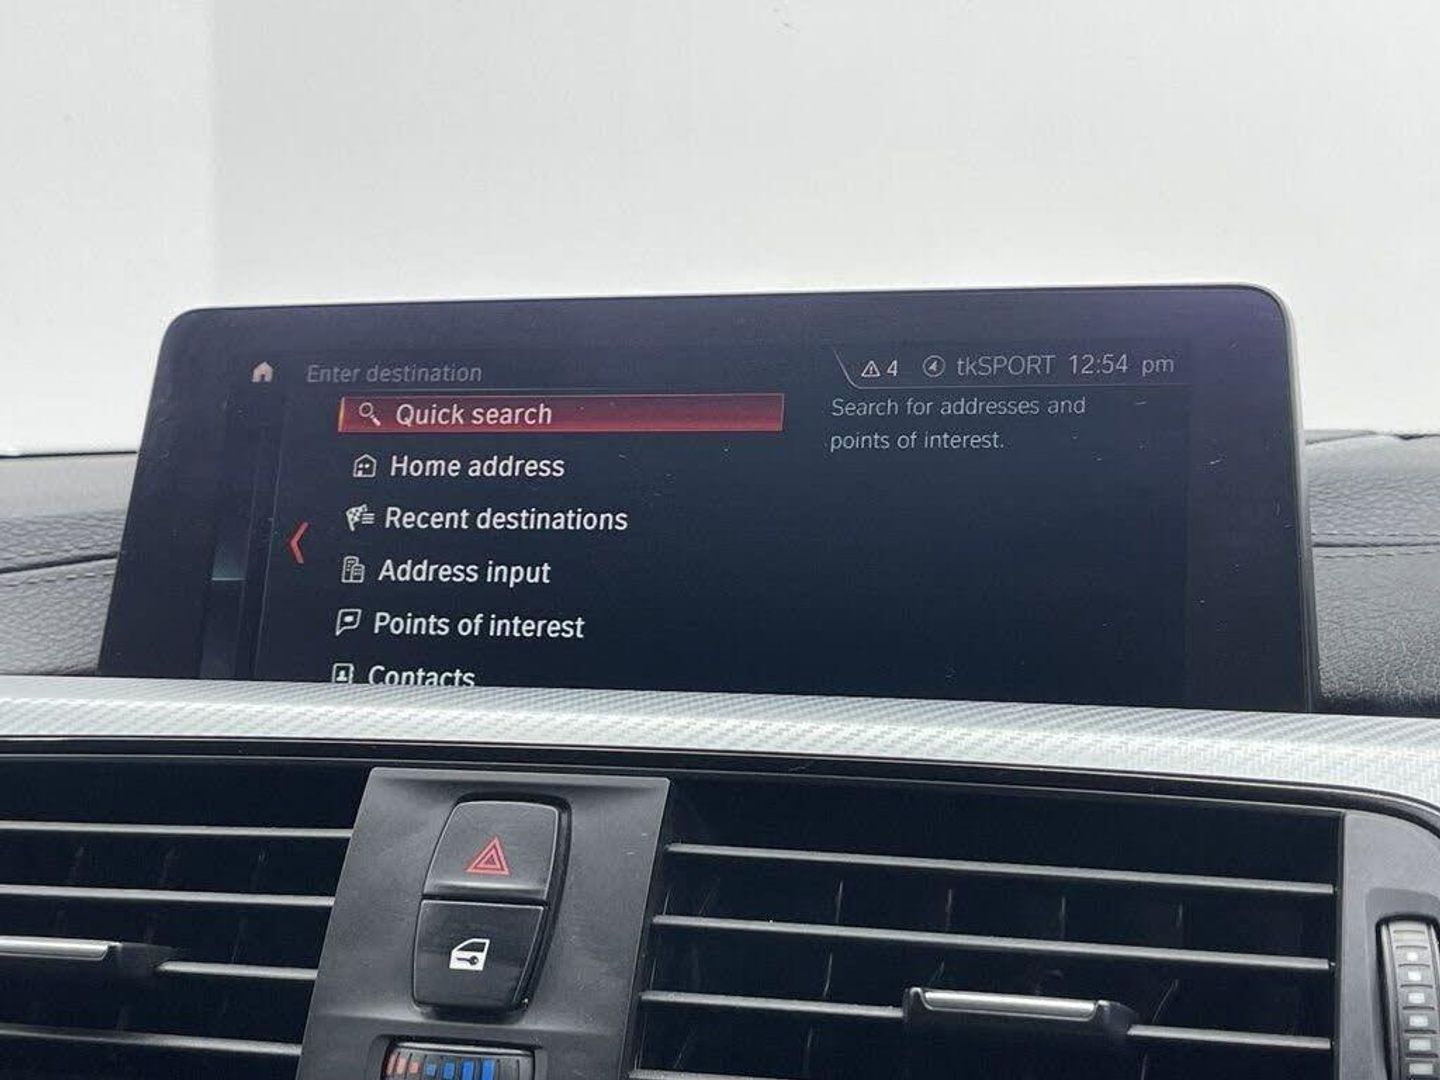 Enter destination
4 tkSPORT 12:54 pm
Quick search
Home address
Recent destinations
Address input
Points of interest
Contacts
Search for addresses and
points of interest.